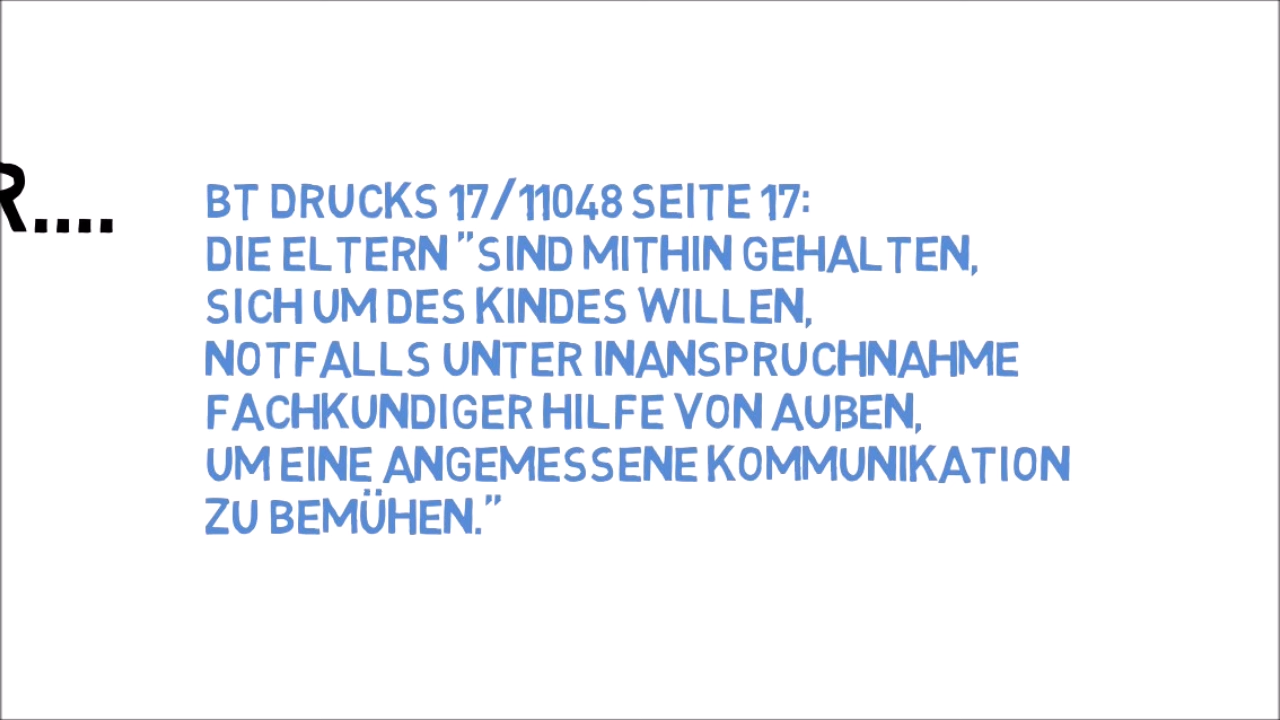 R....
BT DRUCKS 17/11048 SEITE 17:
DIE ELTERN "SIND MITHIN GEHALTEN,
SICH UM DES KINDES WILLEN,
NOTFALLS UNTER INANSPRUCHNAHME
FACHKUNDIGER HILFE VON AUßEN,
UM EINE ANGEMESSENE KOMMUNIKATION
ZU BEMÜHEN."